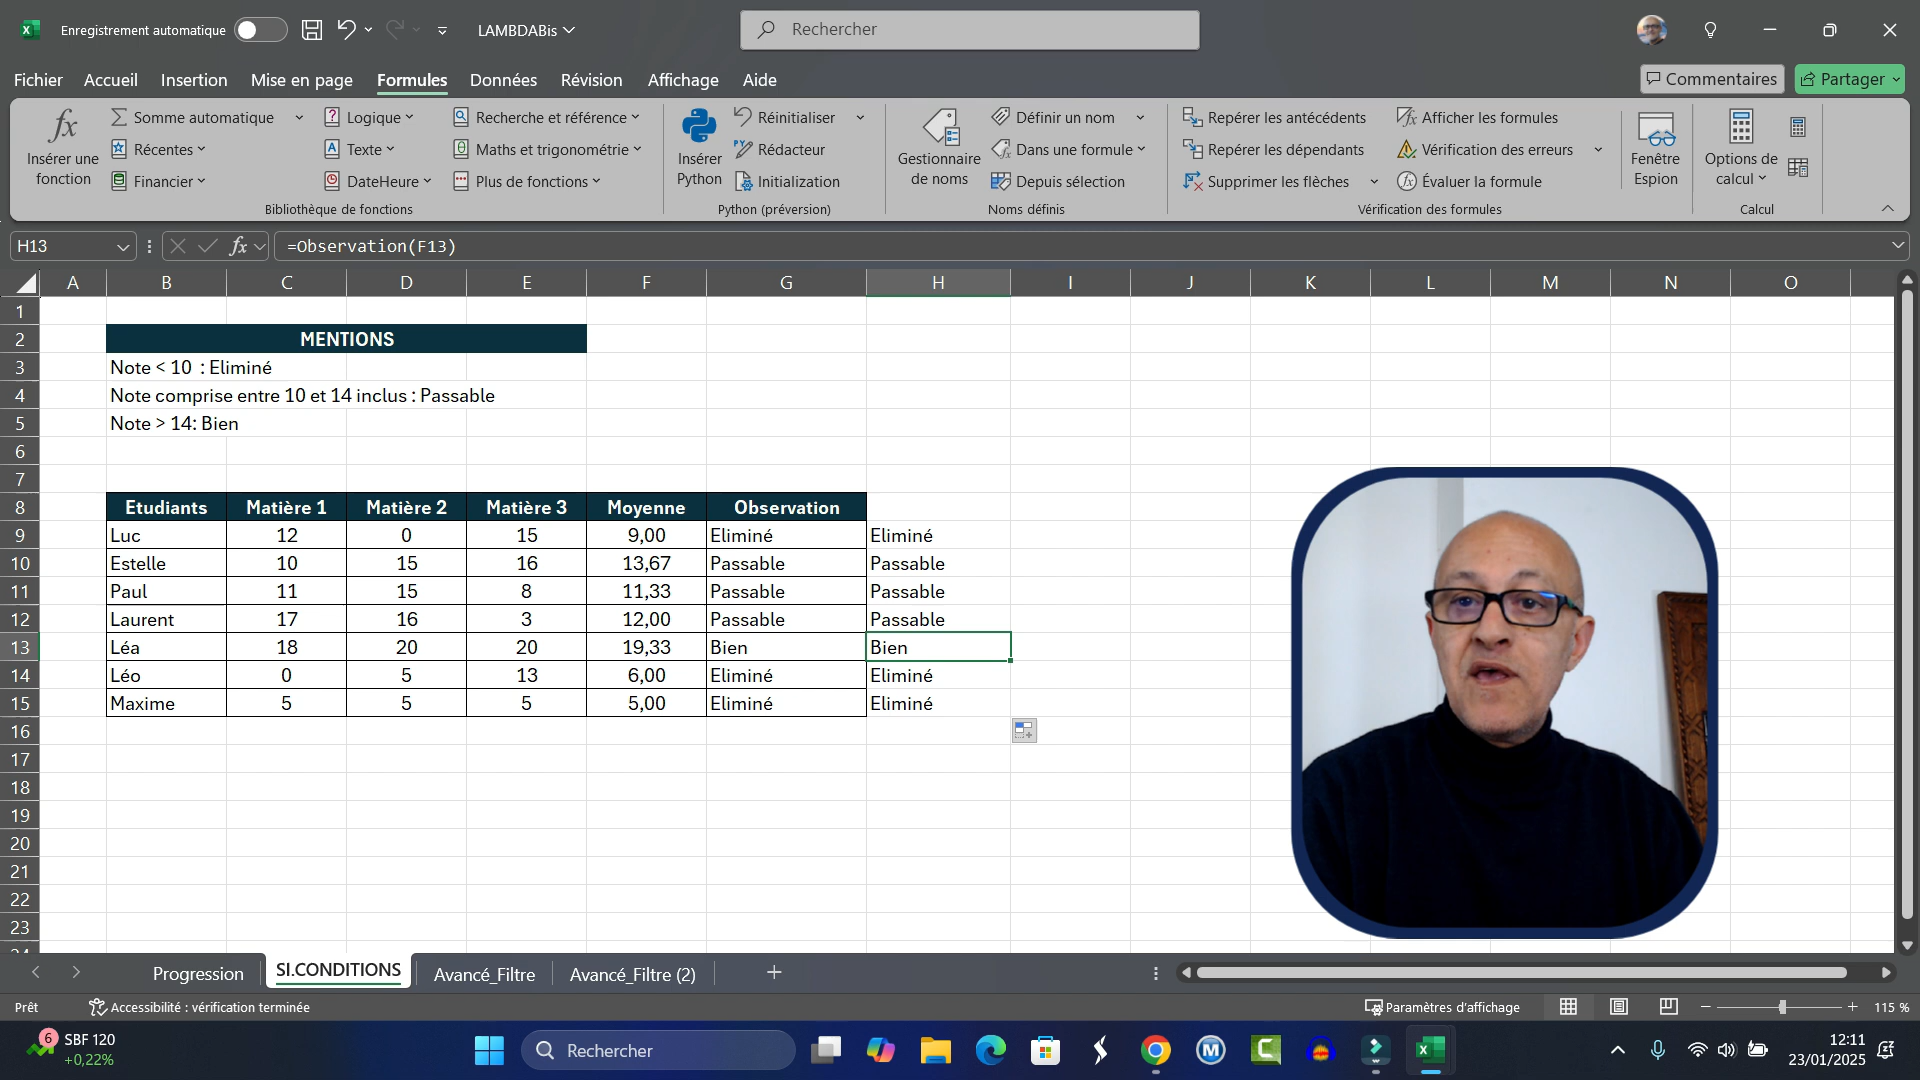 Enregistrement automatique
LAMBDABis
Rechercher
Fichier Accueil Insertion Mise en page Formules Données Révision Affichage Aide
Commentaires
Partager
Insérer une fonction
Somme automatique
Récentes
Financier
Logique
Texte
DateHeure
Recherche et référence
Maths et trigonométrie
Plus de fonctions
Bibliothèque de fonctions
Insérer Python
Réinitialiser
Rédacteur
Initialization
Python (préversion)
Gestionnaire de noms
Définir un nom
Dans une formule
Depuis sélection
Noms définis
Repérer les antécédents
Repérer les dépendants
Supprimer les flèches
Afficher les formules
Vérification des erreurs
Évaluer la formule
Vérification des formules
Fenêtre Espion
Options de calcul
Calcul
H13
fx
=Observation(F13)
A B C D E F G H I J K L M N O
1
2 MENTIONS
3 Note < 10 : Eliminé
4 Note comprise entre 10 et 14 inclus : Passable
5 Note > 14: Bien
6
7
8 Etudiants Matière 1 Matière 2 Matière 3 Moyenne Observation
9 Luc 12 0 15 9,00 Eliminé Eliminé
10 Estelle 10 15 16 13,67 Passable Passable
11 Paul 11 15 8 11,33 Passable Passable
12 Laurent 17 16 3 12,00 Passable Passable
13 Léa 18 20 20 19,33 Bien Bien
14 Léo 0 5 13 6,00 Eliminé Eliminé
15 Maxime 5 5 5 5,00 Eliminé Eliminé
16
17
18
19
20
21
22
23
24
Progression SI.CONDITIONS Avancé_Filtre Avancé_Filtre (2)
Prêt
Accessibilité : vérification terminée
Paramètres d'affichage
115 %
6
SBF 120
+0,22%
Rechercher
12:11
23/01/2025